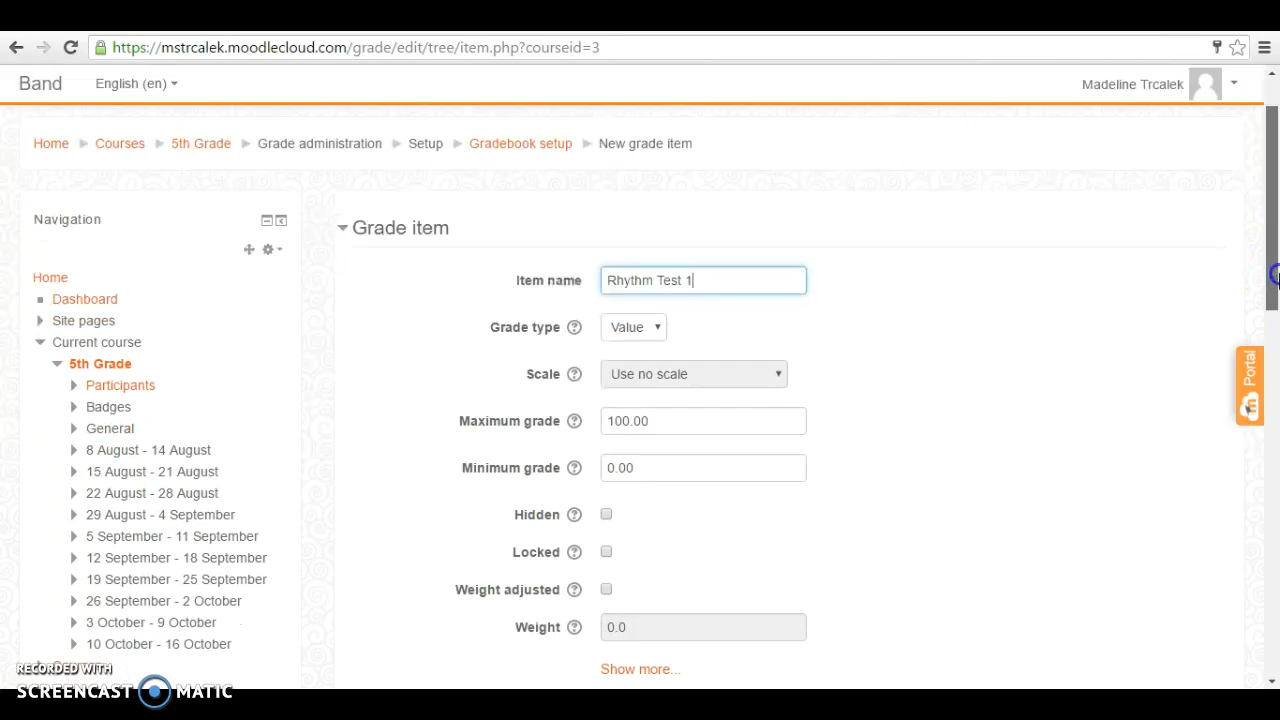 https://mstrcalek.moodlecloud.com/grade/edit/tree/item.php?courseid=3
Band English (en) Madeline Trcalek
Home Courses 5th Grade Grade administration Setup Gradebook setup New grade item
Navigation
Home
Dashboard
Site pages
Current course
5th Grade
Participants
Badges
General
8 August - 14 August
15 August - 21 August
22 August - 28 August
29 August - 4 September
5 September - 11 September
12 September - 18 September
19 September - 25 September
26 September - 2 October
3 October - 9 October
10 October - 16 October
Grade item
Item name Rhythm Test 1
Grade type Value
Scale Use no scale
Maximum grade 100.00
Minimum grade 0.00
Hidden
Locked
Weight adjusted
Weight 0.0
Show more...
Portal
RECORDED WITH
SCREENCAST MATIC